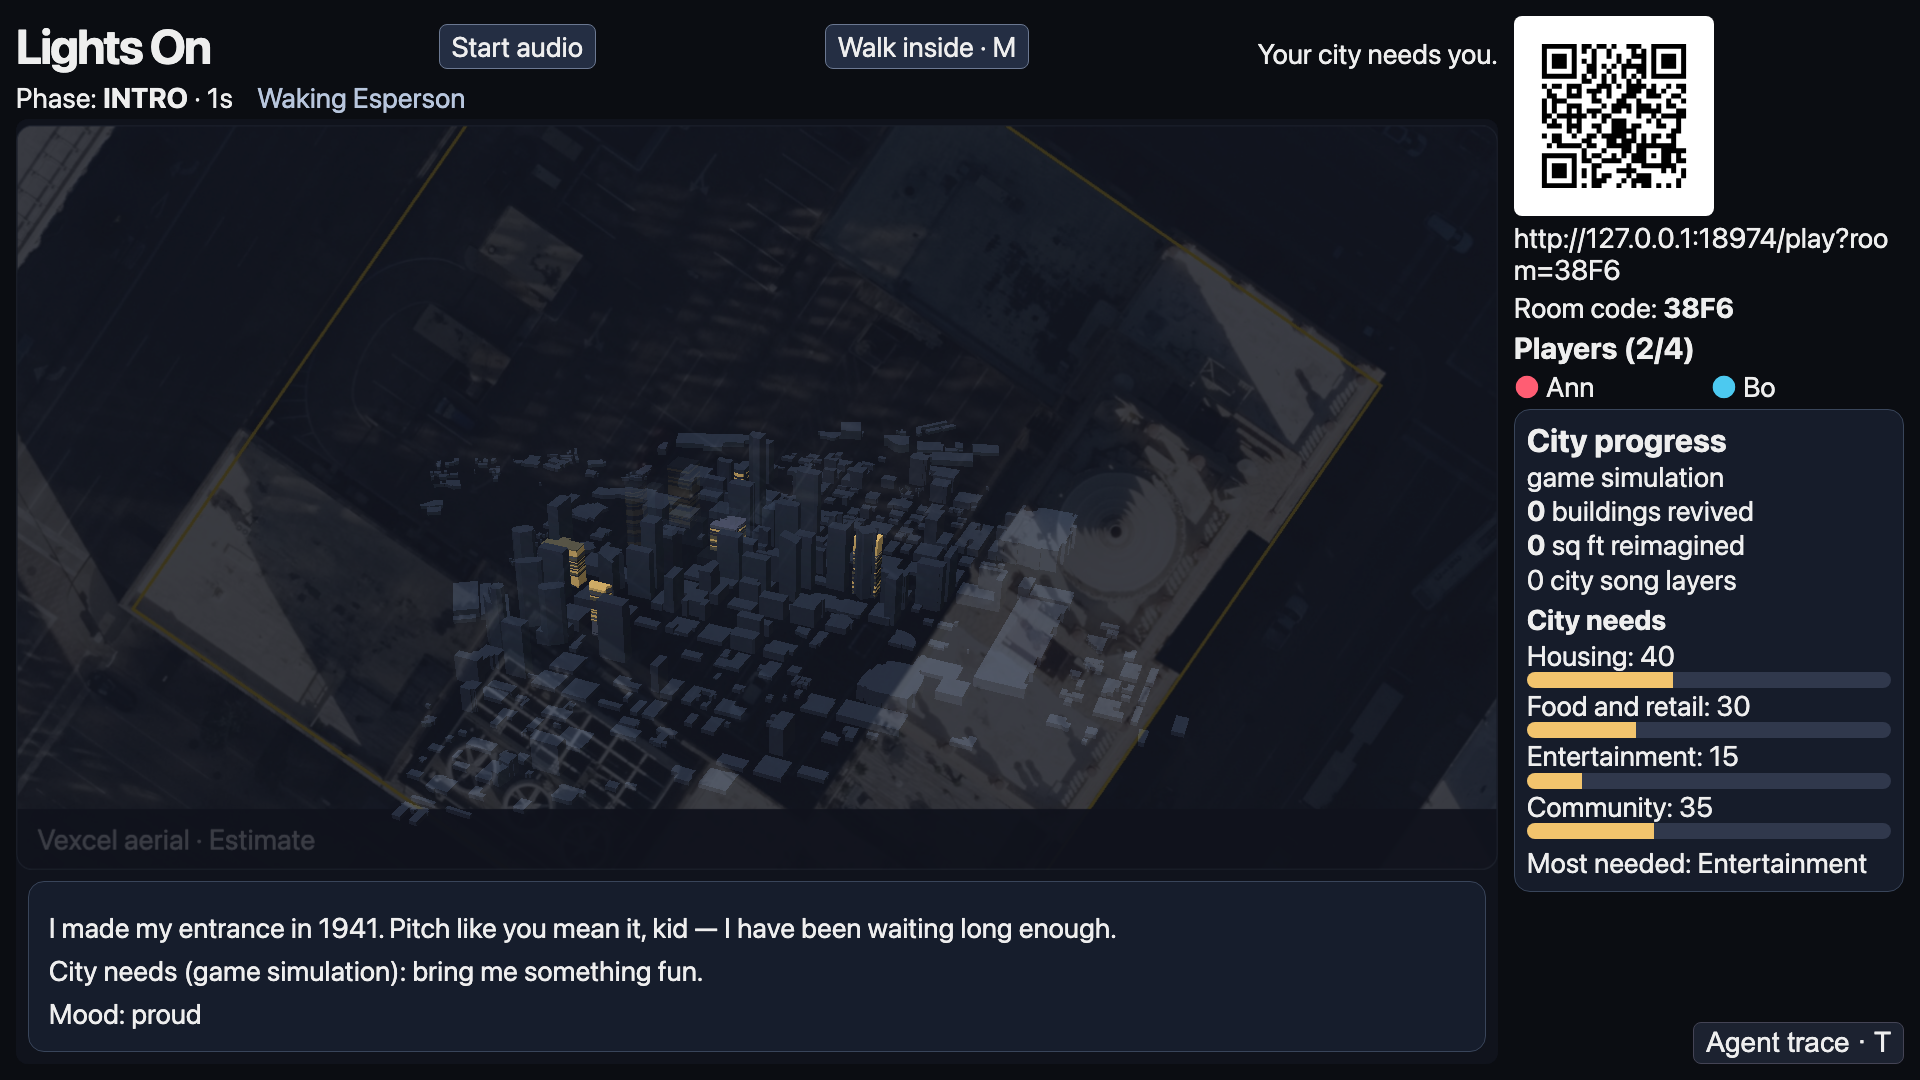 Lights On
Start audio
Walk inside · M
Your city needs you.
Phase: INTRO · 1s Waking Esperson
http://127.0.0.1:18974/play?roo
m=38F6
Room code: 38F6
Players (2/4)
Ann
Bo
City progress
game simulation
0 buildings revived
0 sq ft reimagined
0 city song layers
City needs
Housing: 40
Food and retail: 30
Entertainment: 15
Community: 35
Most needed: Entertainment
Vexcel aerial · Estimate
I made my entrance in 1941. Pitch like you mean it, kid — I have been waiting long enough.
City needs (game simulation): bring me something fun.
Mood: proud
Agent trace · T